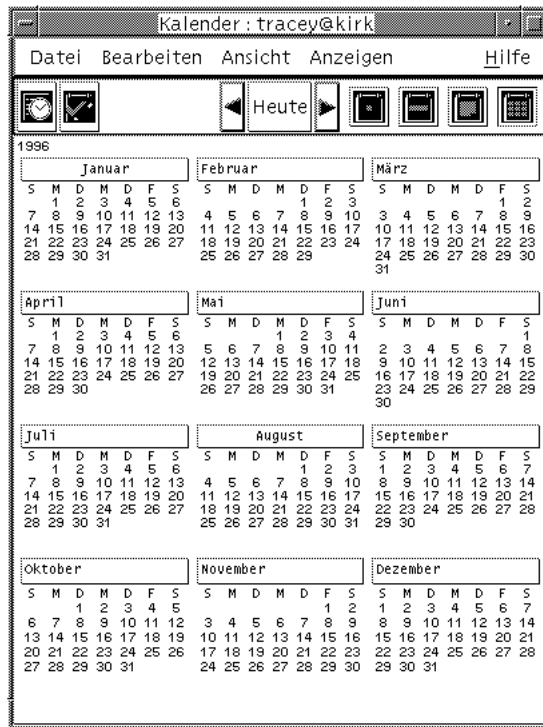 Kalender : tracey@kirk
Datei Bearbeiten Ansicht Anzeigen Hilfe
Heute
1996
Januar Februar März
S M D M D F S S M D M D F S S M D M D F S
1 2 3 4 5 6 1 2 3 1 2
7 8 9 10 11 12 13 4 5 6 7 8 9 10 3 4 5 6 7 8 9
14 15 16 17 18 19 20 11 12 13 14 15 16 17 10 11 12 13 14 15 16
21 22 23 24 25 26 27 18 19 20 21 22 23 24 17 18 19 20 21 22 23
28 29 30 31 25 26 27 28 29 24 25 26 27 28 29 30
31
April Mai Juni
S M D M D F S S M D M D F S S M D M D F S
1 2 3 4 5 6 1 2 3 4 1
7 8 9 10 11 12 13 5 6 7 8 9 10 11 2 3 4 5 6 7 8
14 15 16 17 18 19 20 12 13 14 15 16 17 18 9 10 11 12 13 14 15
21 22 23 24 25 26 27 19 20 21 22 23 24 25 16 17 18 19 20 21 22
28 29 30 26 27 28 29 30 31 23 24 25 26 27 28 29
30
Juli August September
S M D M D F S S M D M D F S S M D M D F S
1 2 3 4 5 6 1 2 3 1 2 3 4 5 6 7
7 8 9 10 11 12 13 4 5 6 7 8 9 10 8 9 10 11 12 13 14
14 15 16 17 18 19 20 11 12 13 14 15 16 17 15 16 17 18 19 20 21
21 22 23 24 25 26 27 18 19 20 21 22 23 24 22 23 24 25 26 27 28
28 29 30 31 25 26 27 28 29 30 31 29 30
Oktober November Dezember
S M D M D F S S M D M D F S S M D M D F S
1 2 3 4 5 1 2 1 2 3 4 5 6 7
6 7 8 9 10 11 12 3 4 5 6 7 8 9 8 9 10 11 12 13 14
13 14 15 16 17 18 19 10 11 12 13 14 15 16 15 16 17 18 19 20 21
20 21 22 23 24 25 26 17 18 19 20 21 22 23 22 23 24 25 26 27 28
27 28 29 30 31 24 25 26 27 28 29 30 29 30 31